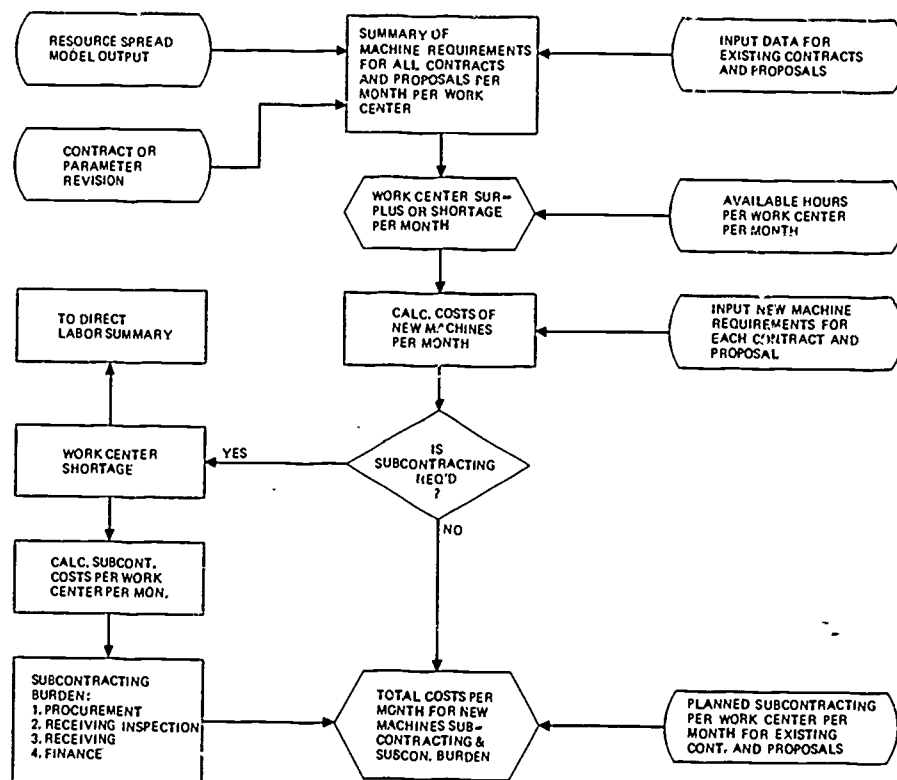 RESOURCE SPREAD
MODEL OUTPUT
SUMMARY OF
MACHINE REQUIREMENTS
FOR ALL CONTRACTS
AND PROPOSALS PER
MONTH PER WORK
CENTER
INPUT DATA FOR
EXISTING CONTRACTS
AND PROPOSALS
CONTRACT OR
PARAMETER
REVISION
WORK CENTER SUR-
PLUS OR SHORTAGE
PER MONTH
AVAILABLE HOURS
PER WORK CENTER
PER MONTH
TO DIRECT
LABOR SUMMARY
CALC. COSTS OF
NEW MACHINES
PER MONTH
INPUT NEW MACHINE
REQUIREMENTS FOR
EACH CONTRACT AND
PROPOSAL
WORK CENTER
SHORTAGE
YES
IS
SUBCONTRACTING
REQ'D
?
NO
CALC. SUBCONT.
COSTS PER WORK
CENTER PER MON.
SUBCONTRACTING
BURDEN:
1. PROCUREMENT
2. RECEIVING INSPECTION
3. RECEIVING
4. FINANCE
TOTAL COSTS PER
MONTH FOR NEW
MACHINES SUB-
CONTRACTING &
SUBCON. BURDEN
PLANNED SUBCONTRACTING
PER WORK CENTER PER
MONTH FOR EXISTING
CONT. AND PROPOSALS